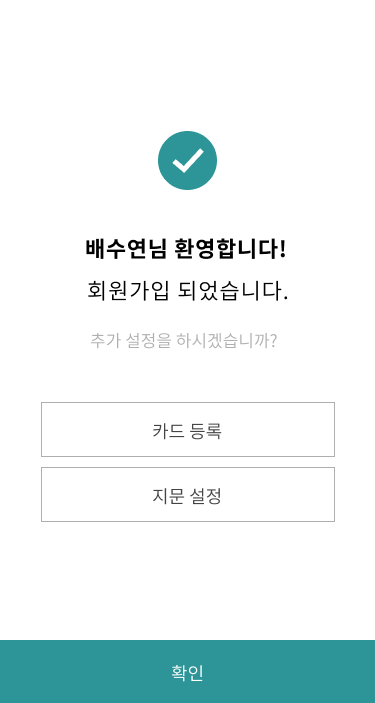 배수연님 환영합니다!
회원가입 되었습니다.
추가 설정을 하시겠습니까?
카드 등록
지문 설정
확인